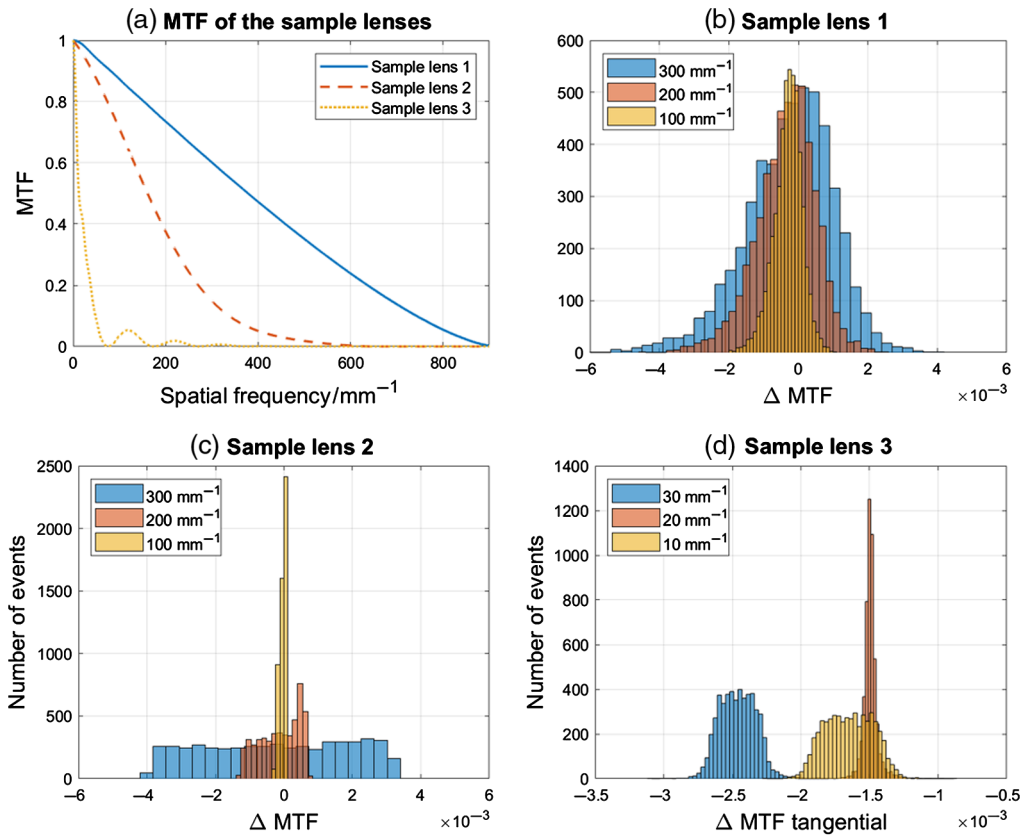 (a) MTF of the sample lenses
1
0.8
0.6
0.4
0.2
0
MTF
0 200 400 600 800
Spatial frequency/mm⁻¹
Sample lens 1
Sample lens 2
Sample lens 3
(b) Sample lens 1
600
500
400
300
200
100
0
−6 −4 −2 0 2 4 6
Δ MTF
×10⁻³
300 mm⁻¹
200 mm⁻¹
100 mm⁻¹
(c) Sample lens 2
2500
2000
1500
1000
500
0
Number of events
−6 −4 −2 0 2 4 6
Δ MTF
×10⁻³
300 mm⁻¹
200 mm⁻¹
100 mm⁻¹
(d) Sample lens 3
1400
1200
1000
800
600
400
200
0
Number of events
−3.5 −3 −2.5 −2 −1.5 −1 −0.5
Δ MTF tangential
×10⁻³
30 mm⁻¹
20 mm⁻¹
10 mm⁻¹